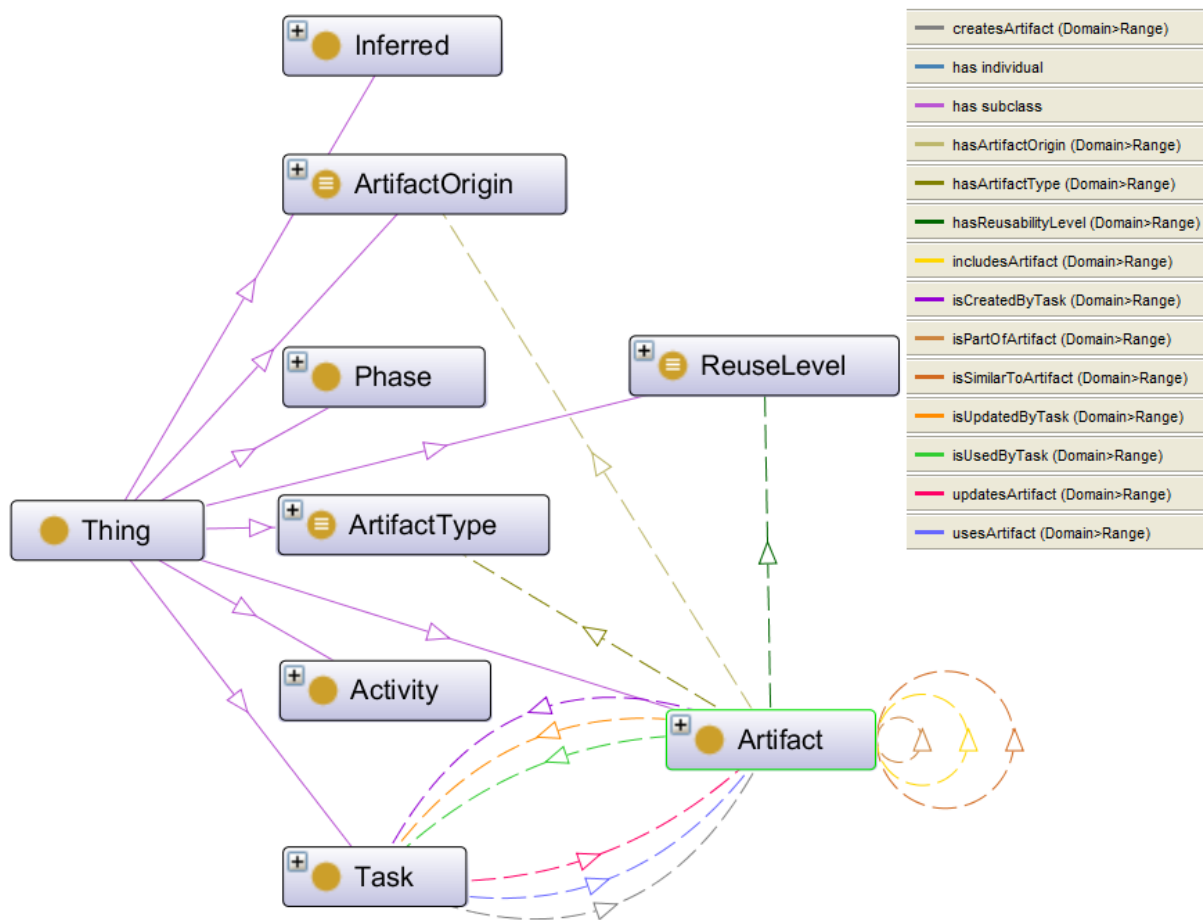 Inferred
ArtifactOrigin
Phase
ReuseLevel
Thing
ArtifactType
Activity
Artifact
Task
createsArtifact (Domain>Range)
has individual
has subclass
hasArtifactOrigin (Domain>Range)
hasArtifactType (Domain>Range)
hasReusabilityLevel (Domain>Range)
includesArtifact (Domain>Range)
isCreatedByTask (Domain>Range)
isPartOfArtifact (Domain>Range)
isSimilarToArtifact (Domain>Range)
isUpdatedByTask (Domain>Range)
isUsedByTask (Domain>Range)
updatesArtifact (Domain>Range)
usesArtifact (Domain>Range)